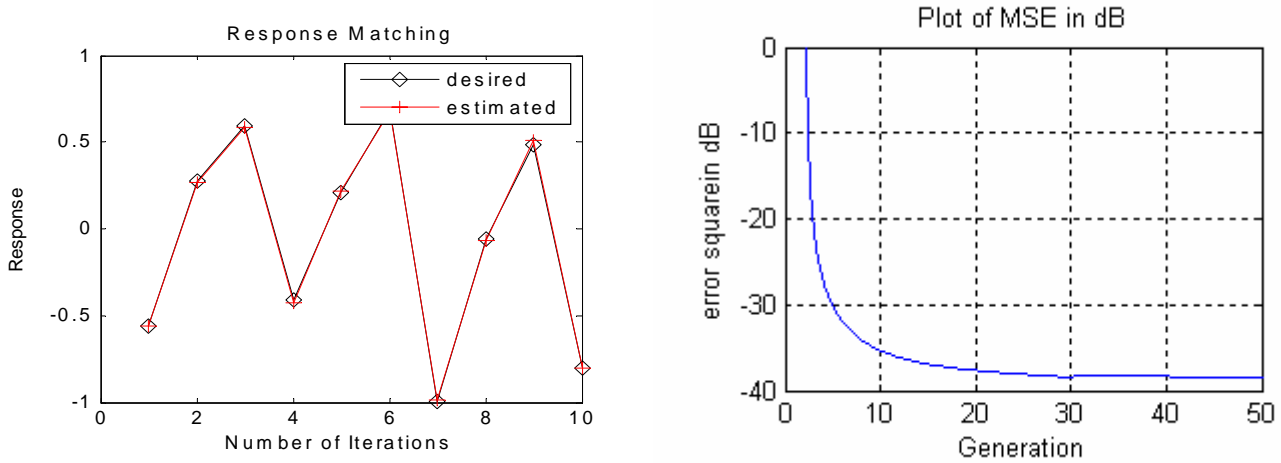 Response Matching
1
0.5
0
-0.5
-1
Response
desired
estimated
0 2 4 6 8 10
Number of Iterations
Plot of MSE in dB
0
-10
-20
-30
-40
error squarein dB
0 10 20 30 40 50
Generation